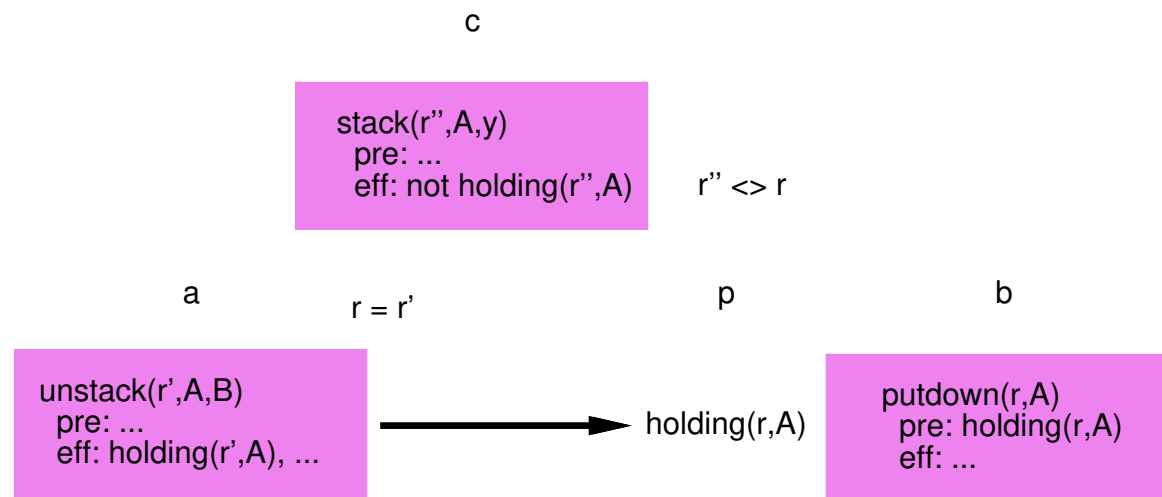 c
stack(r’’,A,y)
pre: ...
eff: not holding(r’’,A)
r’’ <> r
a
r = r’
p
b
unstack(r’,A,B)
pre: ...
eff: holding(r’,A), ...
holding(r,A)
putdown(r,A)
pre: holding(r,A)
eff: ...